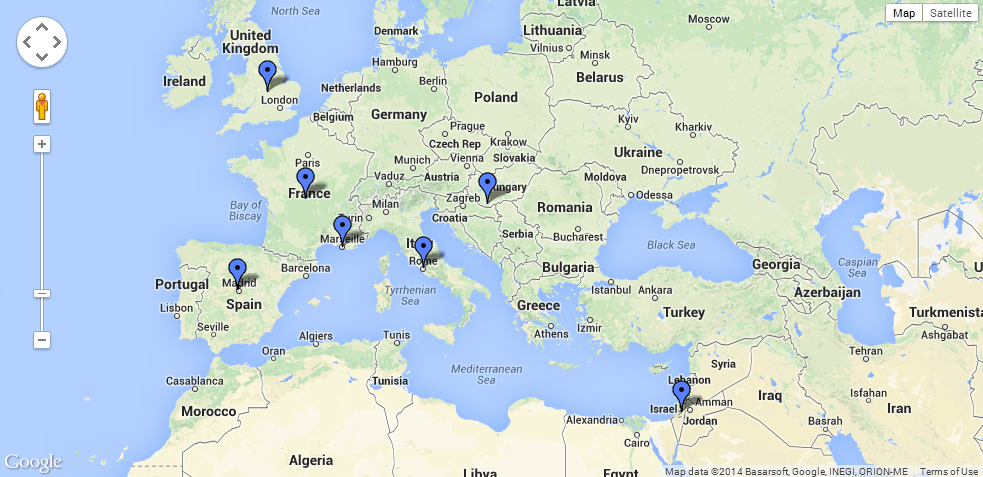 North Sea
Latvia
Moscow
Map
Satellite
United
Kingdom
Denmark
Lithuania
Vilnius
Minsk
Ireland
Hamburg
Berlin
Belarus
Netherlands
London
Poland
Belgium
Germany
Kyiv
Kharkiv
Prague
Czech Rep
Krakow
Paris
Munich
Vienna
Slovakia
Ukraine
Dnepropetrovsk
France
Vaduz
Austria
Hungary
Moldova
Odessa
Bay of
Biscay
Turin
Milan
Zagreb
Croatia
Romania
Marseille
Serbia
Bucharest
Black Sea
Italy
Rome
Caspian
Sea
Barcelona
Bulgaria
Georgia
Portugal
Madrid
Spain
Tyrrhenian
Sea
Istanbul
Ankara
Azerbaijan
Lisbon
Greece
Turkey
Turkmenista
Seville
Algiers
Tunis
Athens
Izmir
Ashgabat
Oran
Tehran
Casablanca
Tunisia
Mediterranean
Sea
Syria
Lebanon
Morocco
Israel
Amman
Iraq
Isfahan
Iran
Alexandria
Jordan
Basrah
Cairo
Algeria
Libya
Egypt
Google
Map data ©2014 Basarsoft, Google, INEGI, ORION-ME
Terms of Use